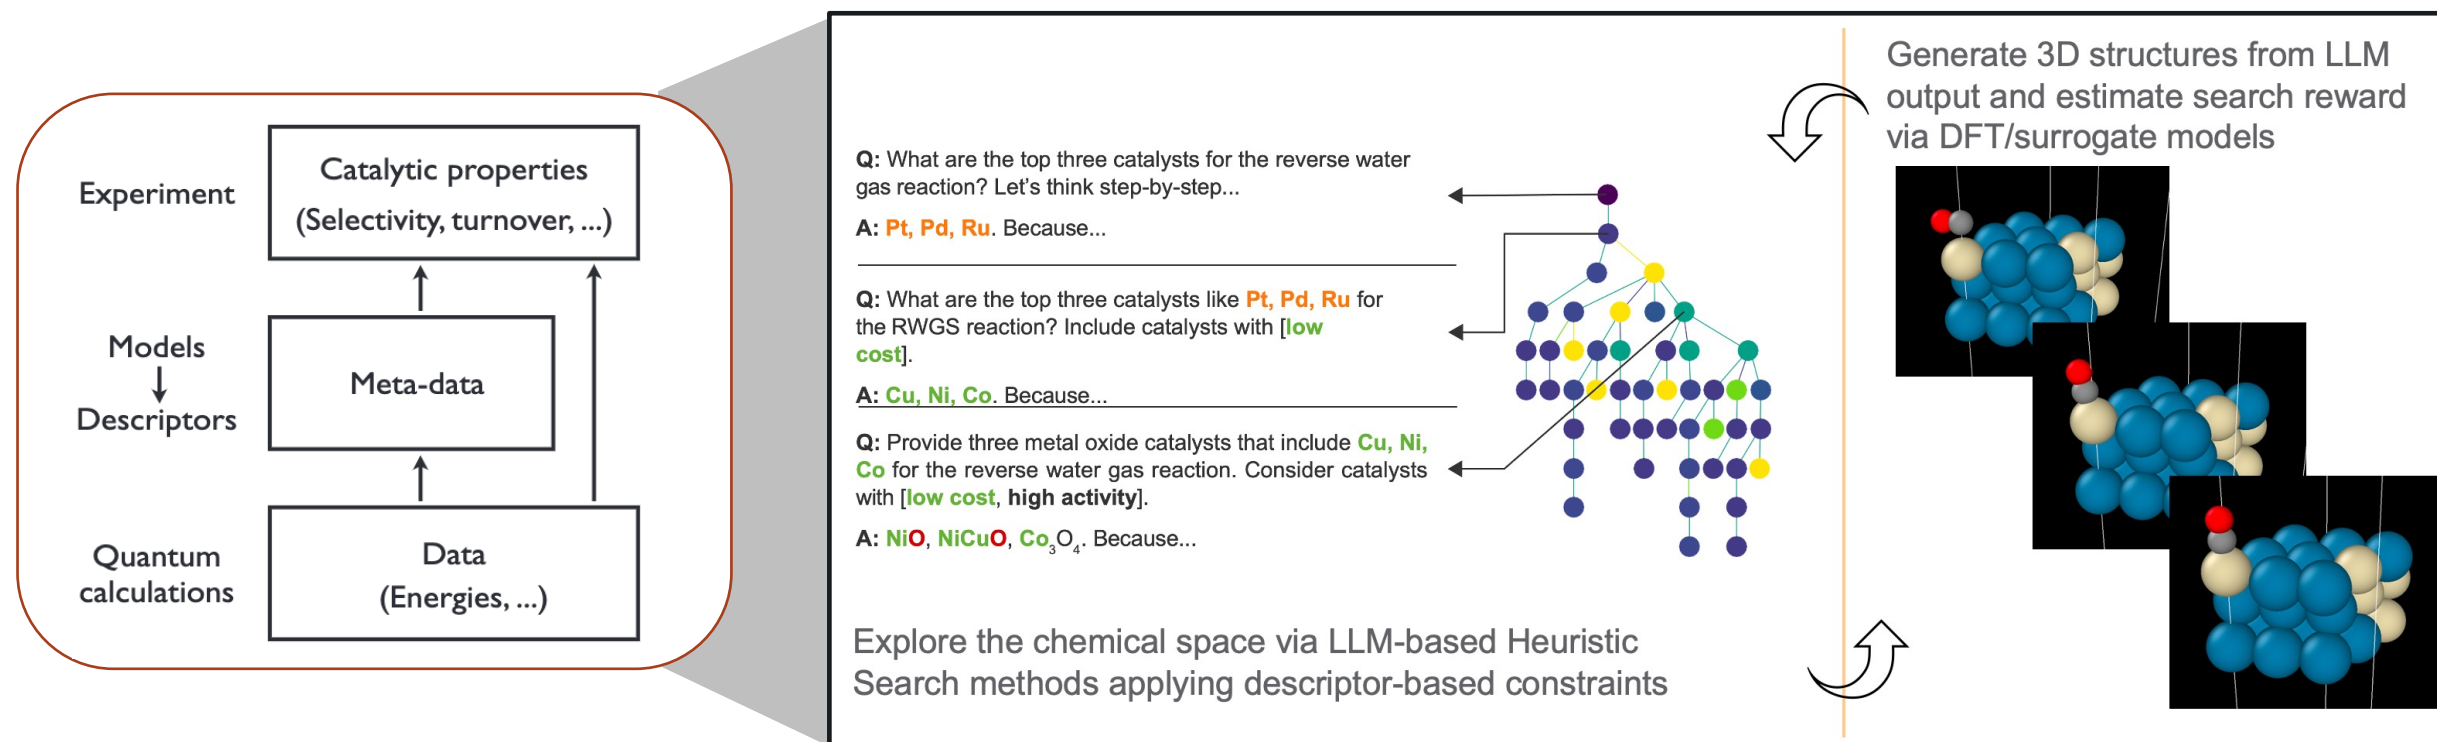 Experiment
Catalytic properties
(Selectivity, turnover, ...)
Models
Descriptors
Meta-data
Quantum
calculations
Data
(Energies, ...)
Q: What are the top three catalysts for the reverse water
gas reaction? Let's think step-by-step...
A: Pt, Pd, Ru. Because...
Q: What are the top three catalysts like Pt, Pd, Ru for
the RWGS reaction? Include catalysts with [low
cost].
A: Cu, Ni, Co. Because...
Q: Provide three metal oxide catalysts that include Cu, Ni,
Co for the reverse water gas reaction. Consider catalysts
with [low cost, high activity].
A: NiO, NiCuO, Co₃O₄. Because...
Explore the chemical space via LLM-based Heuristic
Search methods applying descriptor-based constraints
Generate 3D structures from LLM
output and estimate search reward
via DFT/surrogate models